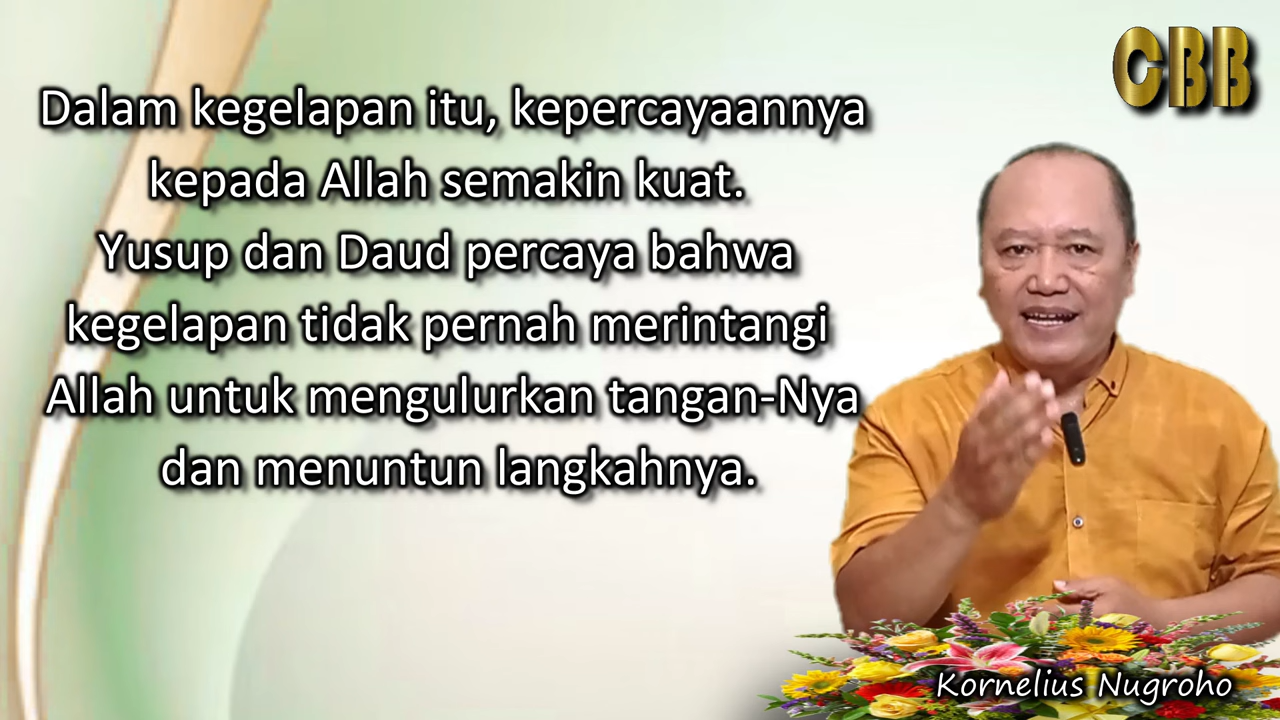 CBB
Dalam kegelapan itu, kepercayaannya
kepada Allah semakin kuat.
Yusup dan Daud percaya bahwa
kegelapan tidak pernah merintangi
Allah untuk mengulurkan tangan-Nya
dan menuntun langkahnya.
Kornelius Nugroho